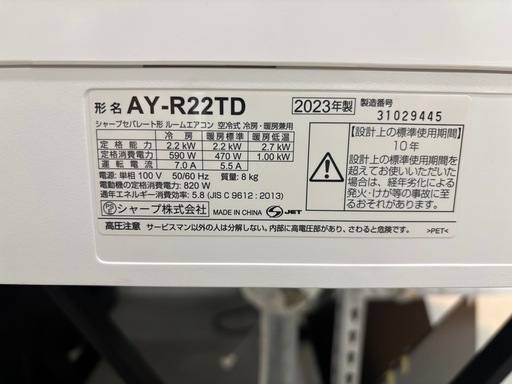 形名 AY-R22TD 2023年製 製造番号 31029445
シャープセパレート形 ルームエアコン 空冷式 冷房・暖房兼用
冷房 暖房標準 暖房低温
定格能力 2.2 kW 2.2 kW 2.7 kW
定格消費電力 590 W 470 W 1.00 kW
運転電流 7.0 A 5.5 A
電源:単相 100 V 50/60 Hz 質量:8 kg
電動機の定格消費電力:820 W
通年エネルギー消費効率:5.8 (JIS C 9612:2013)
シャープ株式会社 MADE IN CHINA S JET
【設計上の標準使用期間】
10年
設計上の標準使用期間を
超えてお使いいただいた
場合は、経年劣化による
発火・けが等の事故に至る
おそれがあります。
高圧注意 サービスマン以外の人は分解しない。内部に高電圧部があり、さわると危険です。 >PET<